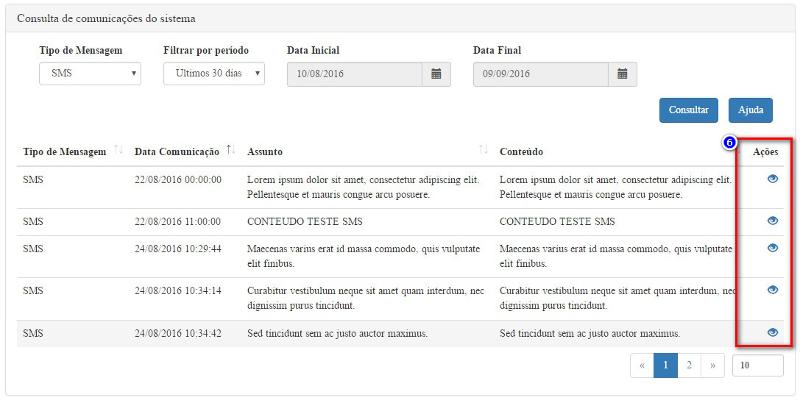 Consulta de comunicações do sistema
Tipo de Mensagem Filtrar por período Data Inicial Data Final
SMS Últimos 30 dias 10/08/2016 09/09/2016
Consultar Ajuda
6
Tipo de Mensagem Data Comunicação Assunto Conteúdo Ações
SMS 22/08/2016 00:00:00 Lorem ipsum dolor sit amet, consectetur adipiscing elit. Lorem ipsum dolor sit amet, consectetur adipiscing elit.
Pellentesque et mauris congue arcu posuere. Pellentesque et mauris congue arcu posuere.
SMS 22/08/2016 11:00:00 CONTEUDO TESTE SMS CONTEUDO TESTE SMS
SMS 24/08/2016 10:29:44 Maecenas varius erat id massa commodo, quis vulputate Maecenas varius erat id massa commodo, quis vulputate
elit finibus. elit finibus.
SMS 24/08/2016 10:34:14 Curabitur vestibulum neque sit amet quam interdum, nec Curabitur vestibulum neque sit amet quam interdum, nec
dignissim purus tincidunt. dignissim purus tincidunt.
SMS 24/08/2016 10:34:42 Sed tincidunt sem ac justo auctor maximus. Sed tincidunt sem ac justo auctor maximus.
« 1 2 » 10